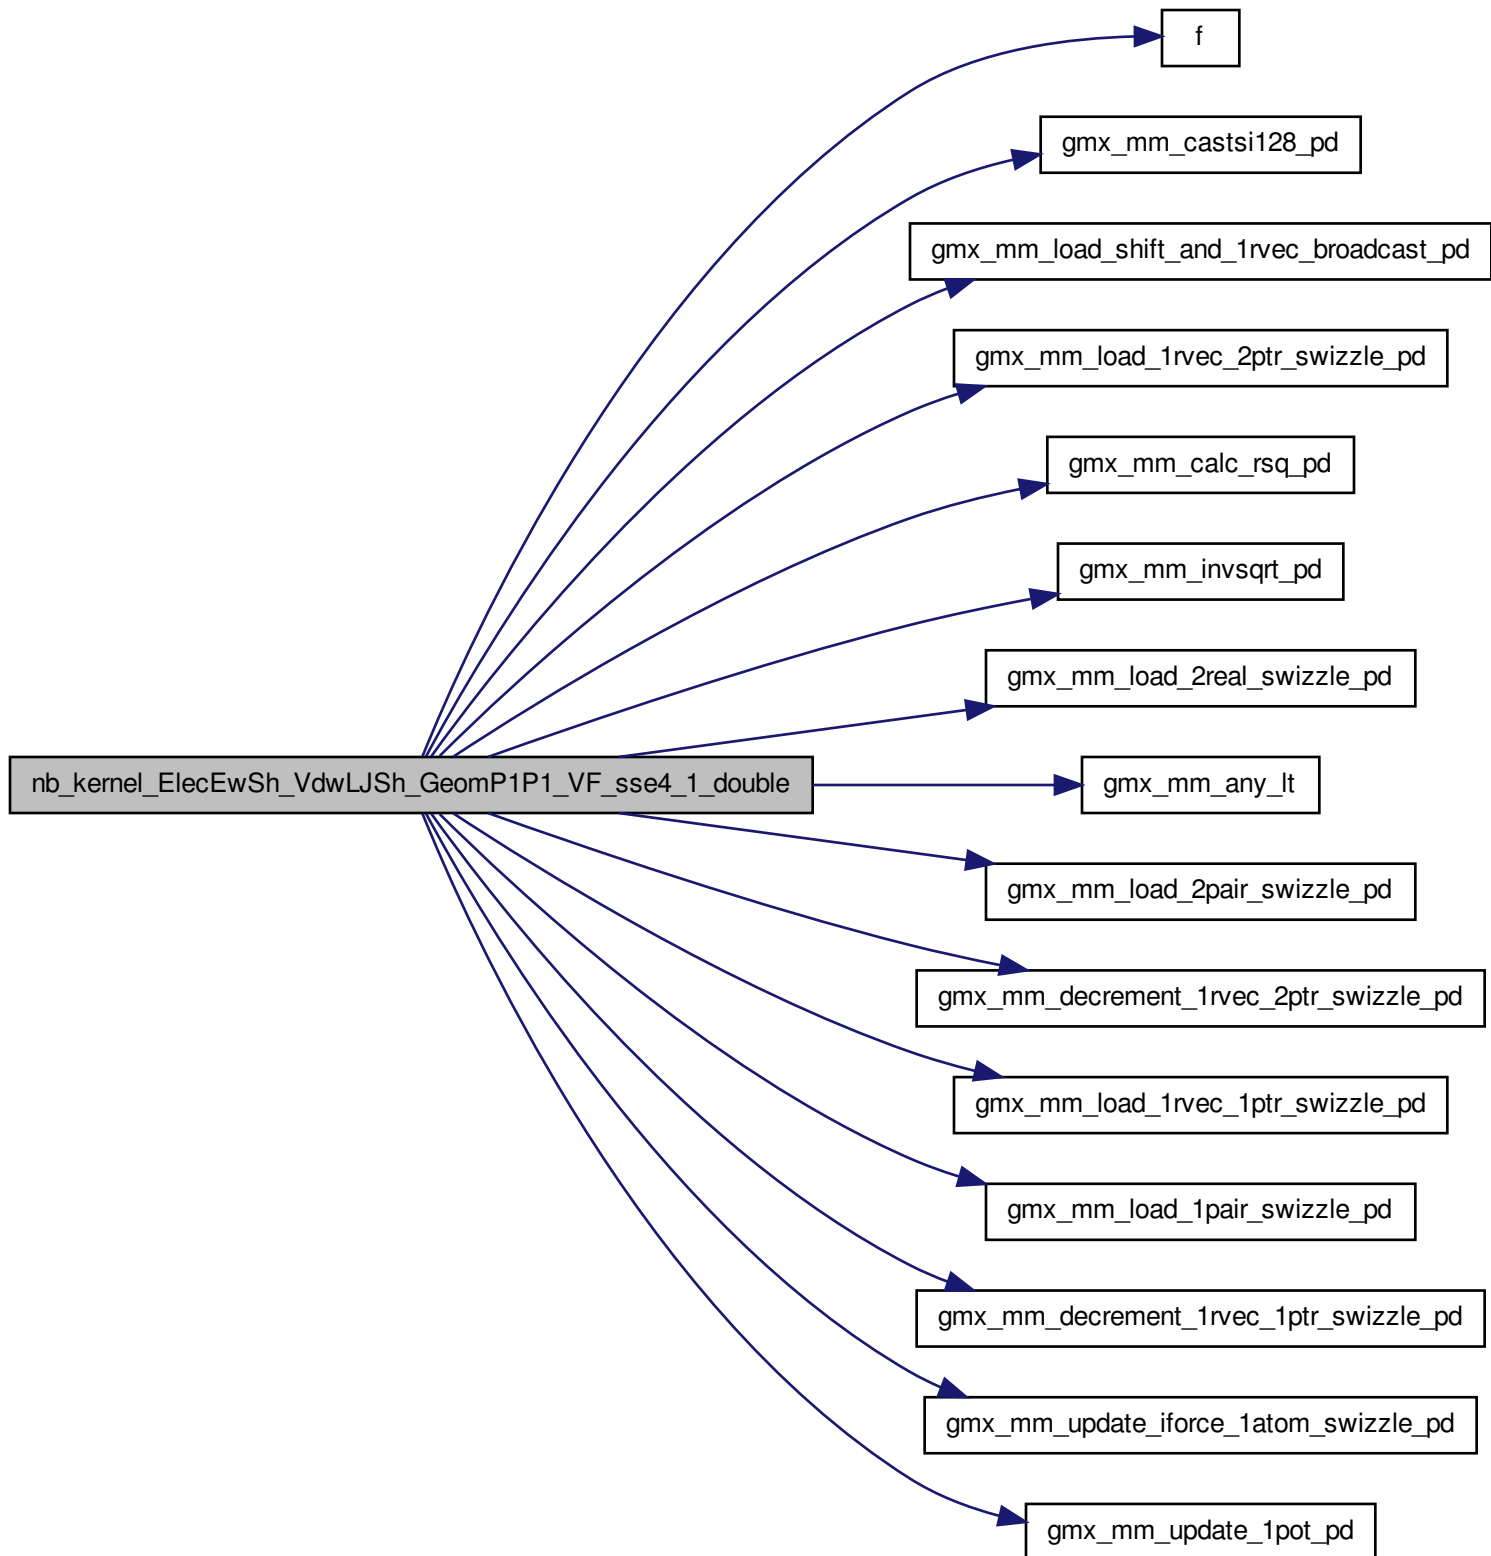 f
gmx_mm_castsi128_pd
gmx_mm_load_shift_and_1rvec_broadcast_pd
gmx_mm_load_1rvec_2ptr_swizzle_pd
gmx_mm_calc_rsq_pd
gmx_mm_invsqrt_pd
gmx_mm_load_2real_swizzle_pd
nb_kernel_ElecEwSh_VdwLJSh_GeomP1P1_VF_sse4_1_double
gmx_mm_any_lt
gmx_mm_load_2pair_swizzle_pd
gmx_mm_decrement_1rvec_2ptr_swizzle_pd
gmx_mm_load_1rvec_1ptr_swizzle_pd
gmx_mm_load_1pair_swizzle_pd
gmx_mm_decrement_1rvec_1ptr_swizzle_pd
gmx_mm_update_iforce_1atom_swizzle_pd
gmx_mm_update_1pot_pd